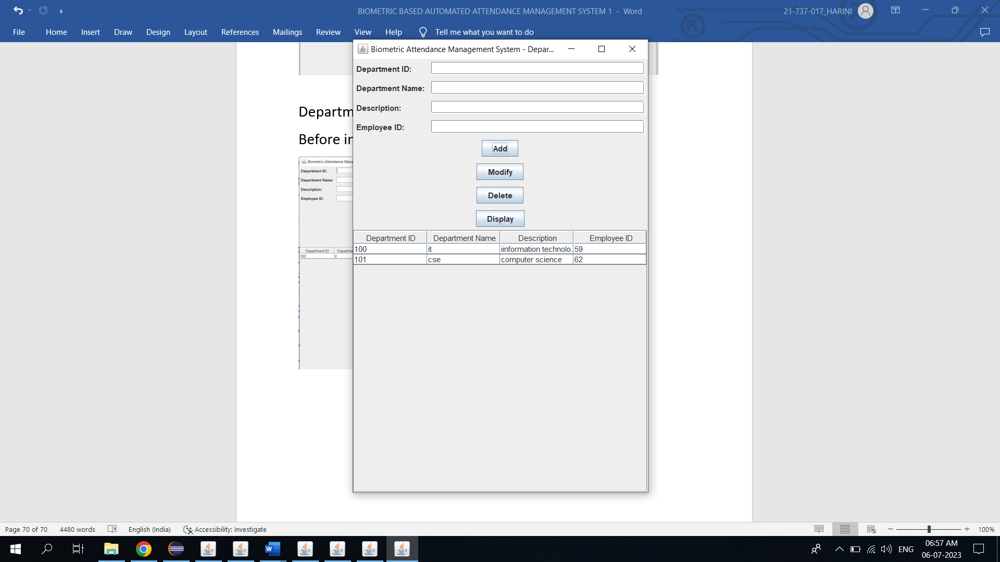 BIOMETRIC BASED AUTOMATED ATTENDANCE MANAGEMENT SYSTEM 1 - Word
21-737-017_HARINI
File Home Insert Draw Design Layout References Mailings Review View Help Tell me what you want to do
Biometric Attendance Management System - Depar...
Department ID:
Department Name:
Description:
Employee ID:
Add
Modify
Delete
Display
Department ID Department Name Description Employee ID
100 it iinformation technolo. 59
101 cse computer science 62
Departm
Before in
Biometric Attendance Mana
Department ID:
Department Name:
Description:
Employee ID:
Department ID Departme
100 it
Page 70 of 70 4480 words English (India) Accessibility: Investigate 100%
ENG
06:57 AM
06-07-2023